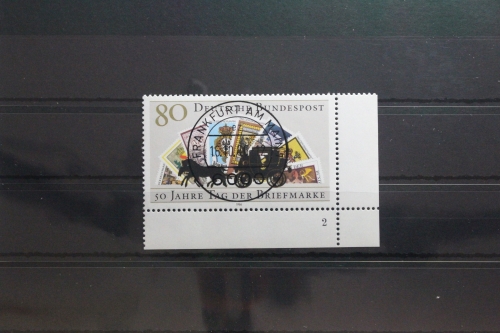 80 DEUTSCHE BUNDESPOST
FRANKFURT AM MAIN
50 JAHRE TAG DER BRIEFMARKE
2